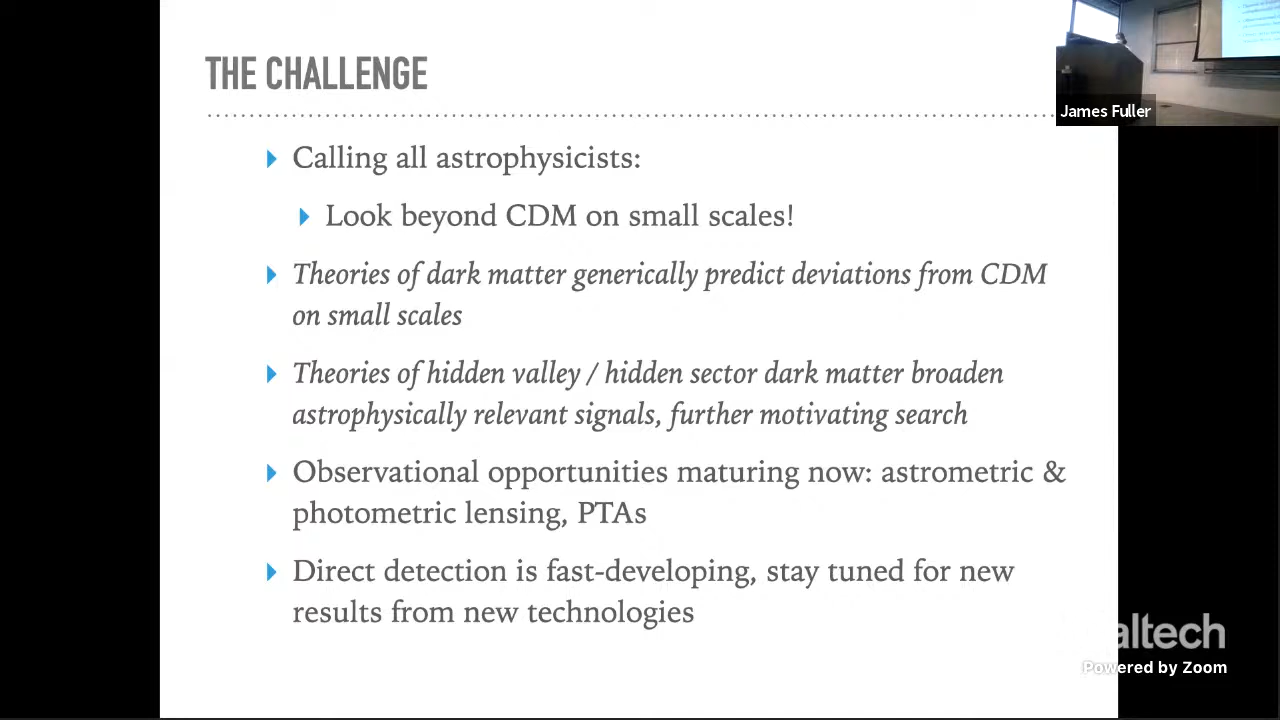 THE CHALLENGE
James Fuller
Calling all astrophysicists:
Look beyond CDM on small scales!
Theories of dark matter generically predict deviations from CDM
on small scales
Theories of hidden valley / hidden sector dark matter broaden
astrophysically relevant signals, further motivating search
Observational opportunities maturing now: astrometric &
photometric lensing, PTAs
Direct detection is fast-developing, stay tuned for new
results from new technologies
altech
Powered by Zoom